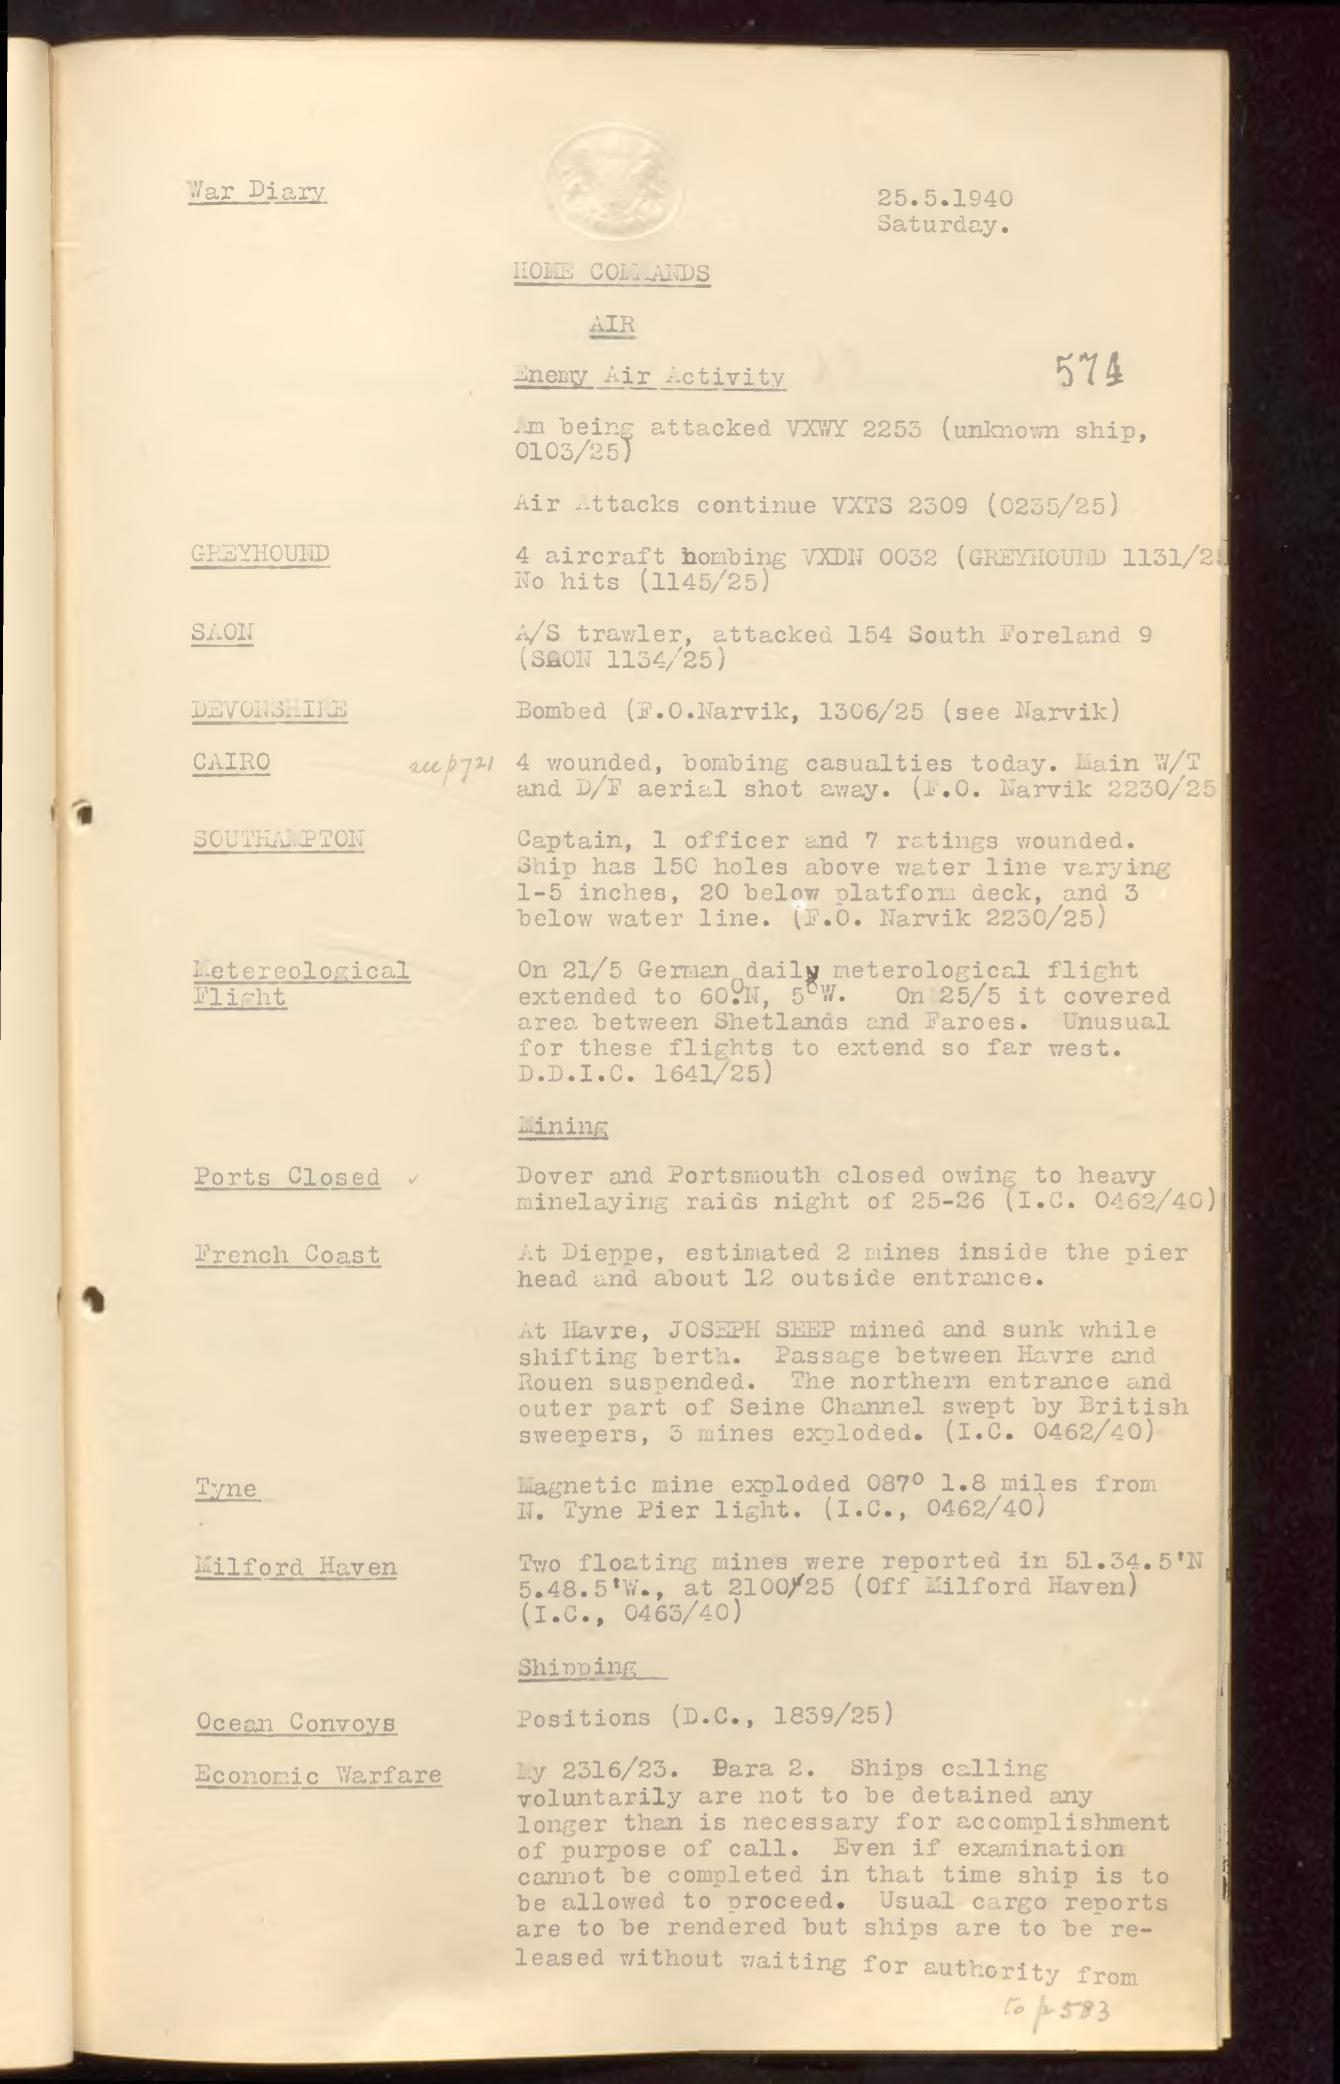 War Diary
25.5.1940
Saturday.
HOME COMMANDS
AIR
Enemy Air Activity
574
Am being attacked VXWY 2253 (unknown ship,
0103/25)
Air Attacks continue VXTS 2309 (0235/25)
GREYHOUND
4 aircraft bombing VXDN 0032 (GREYHOUND 1131/25
No hits (1145/25)
SAON
A/S trawler, attacked 154 South Foreland 9
(SAON 1134/25)
DEVONSHIRE
Bombed (F.O.Narvik, 1306/25 (see Narvik)
CAIRO
see p721
4 wounded, bombing casualties today. Main W/T
and D/F aerial shot away. (F.O. Narvik 2230/25
SOUTHAMPTON
Captain, 1 officer and 7 ratings wounded.
Ship has 150 holes above water line varying
1-5 inches, 20 below platform deck, and 3
below water line. (F.O. Narvik 2230/25)
Metereological
Flight
On 21/5 German daily meterological flight
extended to 60°.N, 5°W. On 25/5 it covered
area between Shetlands and Faroes. Unusual
for these flights to extend so far west.
D.D.I.C. 1641/25)
Mining
Ports Closed ✓
Dover and Portsmouth closed owing to heavy
minelaying raids night of 25-26 (I.C. 0462/40)
French Coast
At Dieppe, estimated 2 mines inside the pier
head and about 12 outside entrance.
At Havre, JOSEPH SEEP mined and sunk while
shifting berth. Passage between Havre and
Rouen suspended. The northern entrance and
outer part of Seine Channel swept by British
sweepers, 3 mines exploded. (I.C. 0462/40)
Tyne
Magnetic mine exploded 087° 1.8 miles from
N. Tyne Pier light. (I.C., 0462/40)
Milford Haven
Two floating mines were reported in 51.34.5'N
5.48.5'W., at 2100/25 (Off Milford Haven)
(I.C., 0463/40)
Shipping
Ocean Convoys
Positions (D.C., 1839/25)
Economic Warfare
My 2316/23. Para 2. Ships calling
voluntarily are not to be detained any
longer than is necessary for accomplishment
of purpose of call. Even if examination
cannot be completed in that time ship is to
be allowed to proceed. Usual cargo reports
are to be rendered but ships are to be re-
leased without waiting for authority from
to p 583